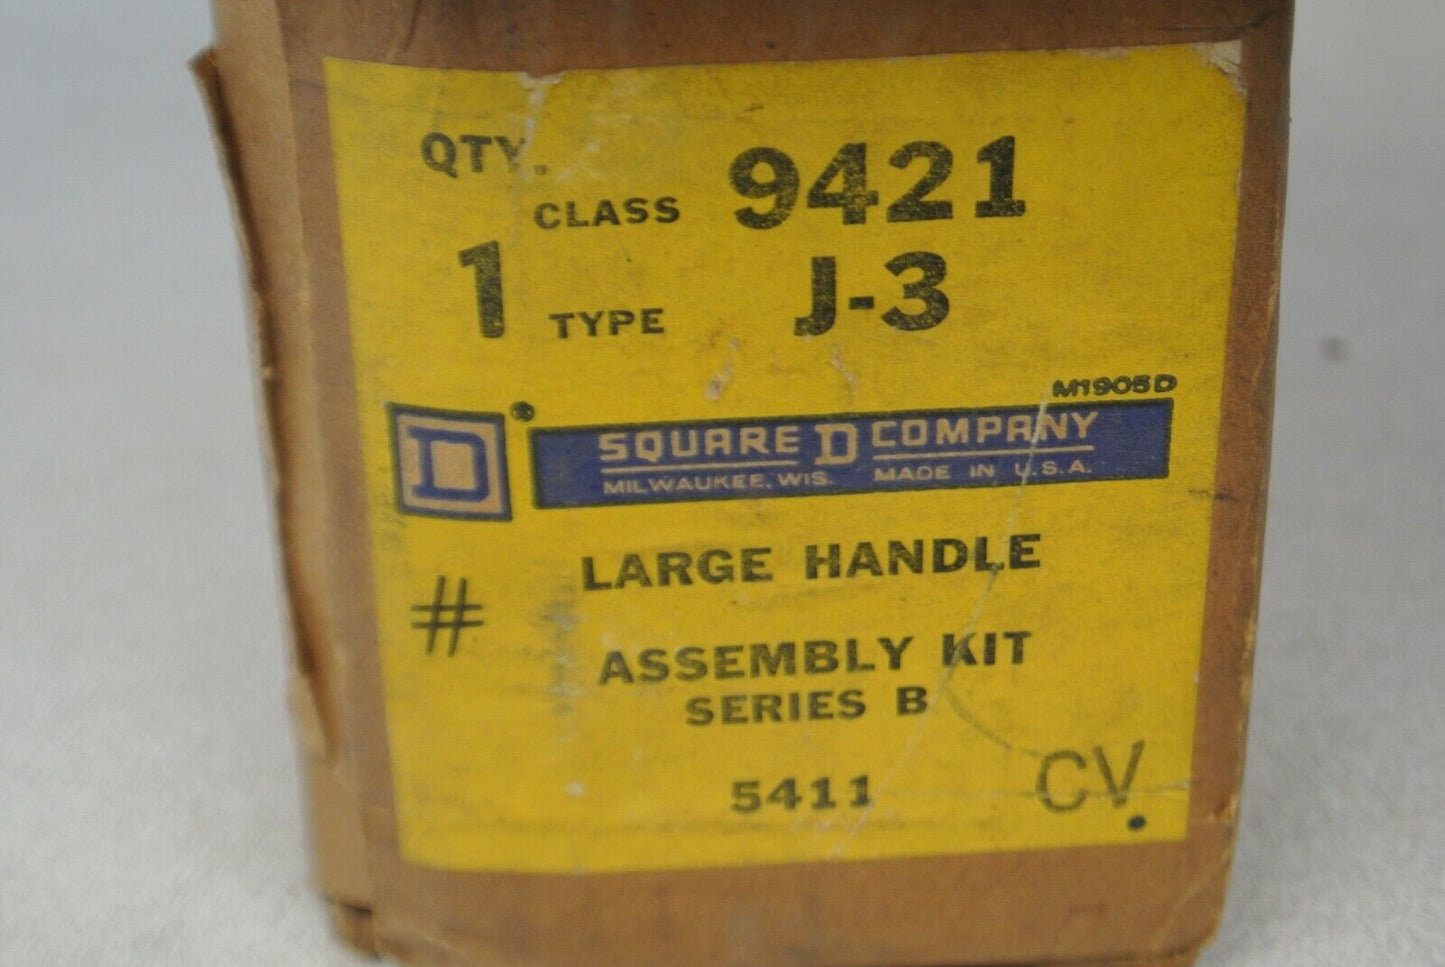 QTY.
CLASS 9421
1
TYPE J-3
M1905D
D ®
SQUARE D COMPANY
MILWAUKEE, WIS. MADE IN U.S.A.
LARGE HANDLE
#
ASSEMBLY KIT
SERIES B
5411
CV.